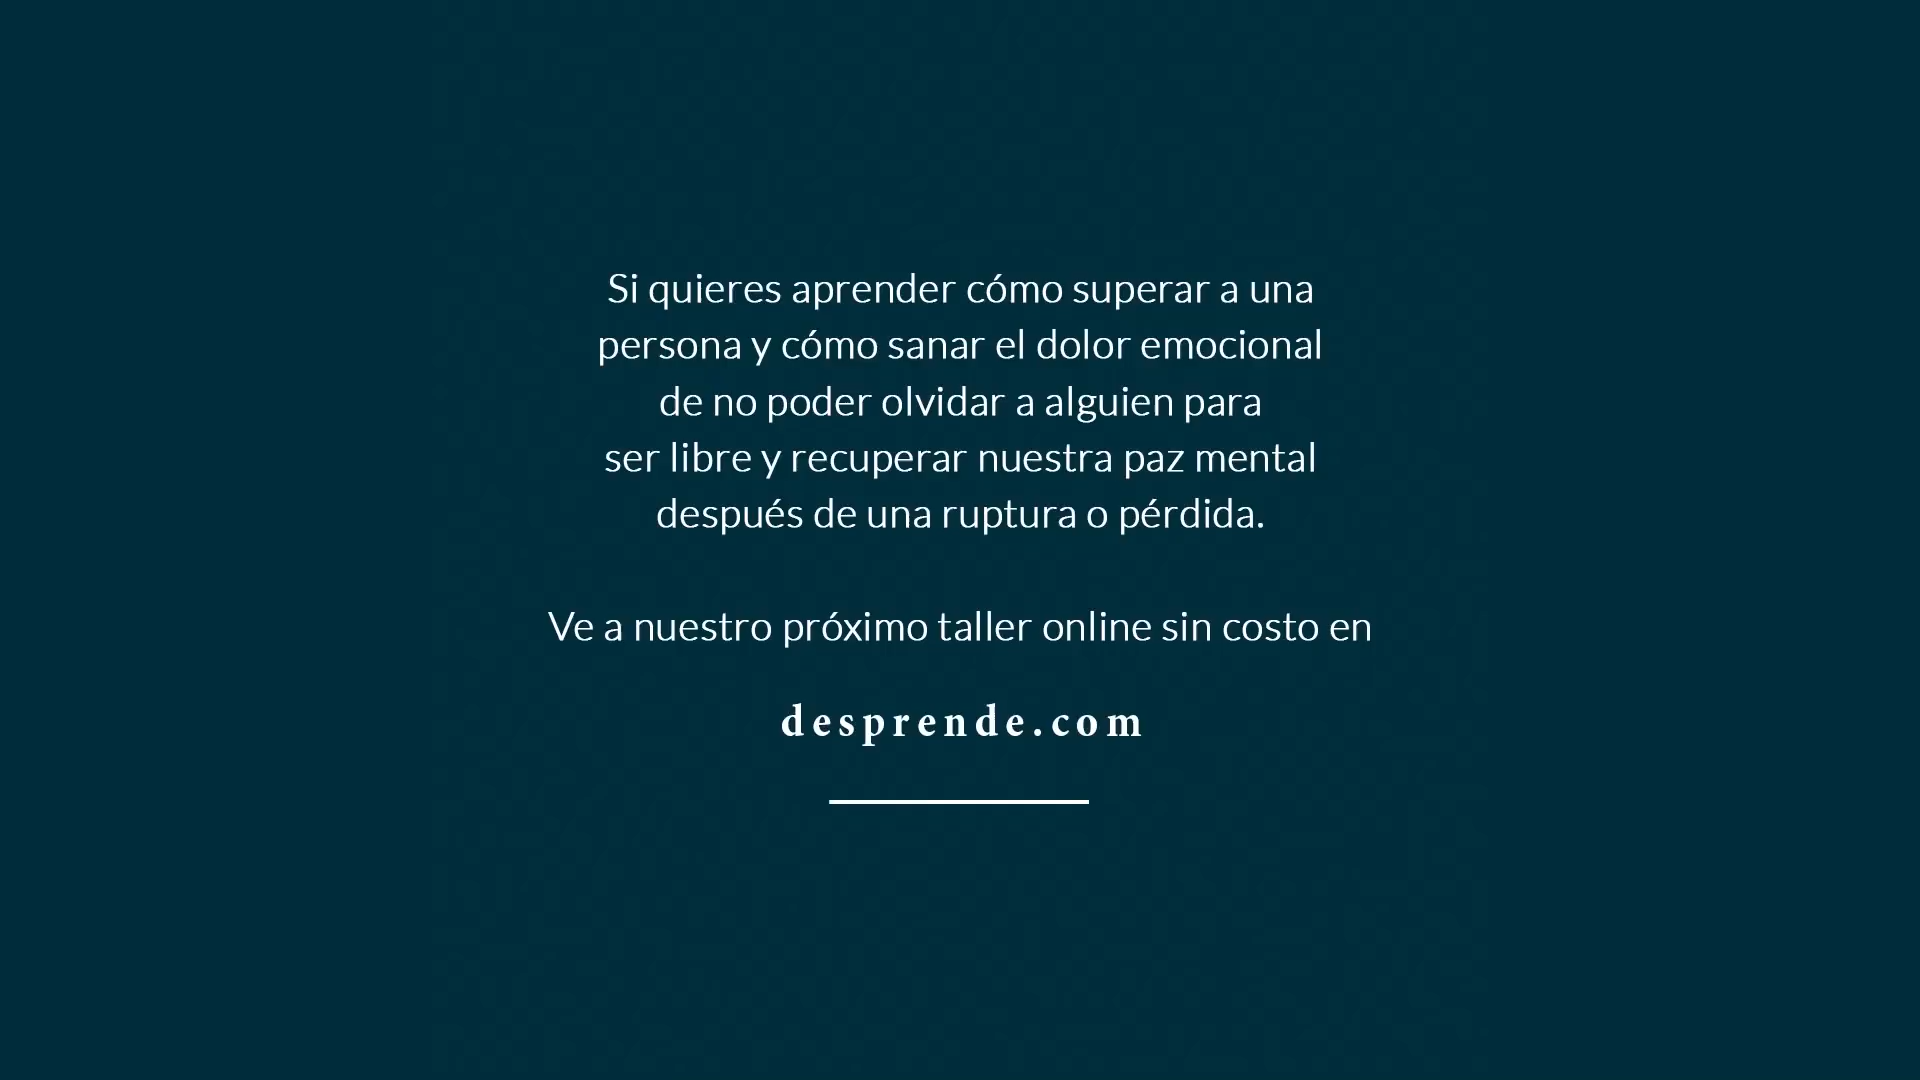 Si quieres aprender cómo superar a una
persona y cómo sanar el dolor emocional
de no poder olvidar a alguien para
ser libre y recuperar nuestra paz mental
después de una ruptura o pérdida.
Ve a nuestro próximo taller online sin costo en
desprende.com